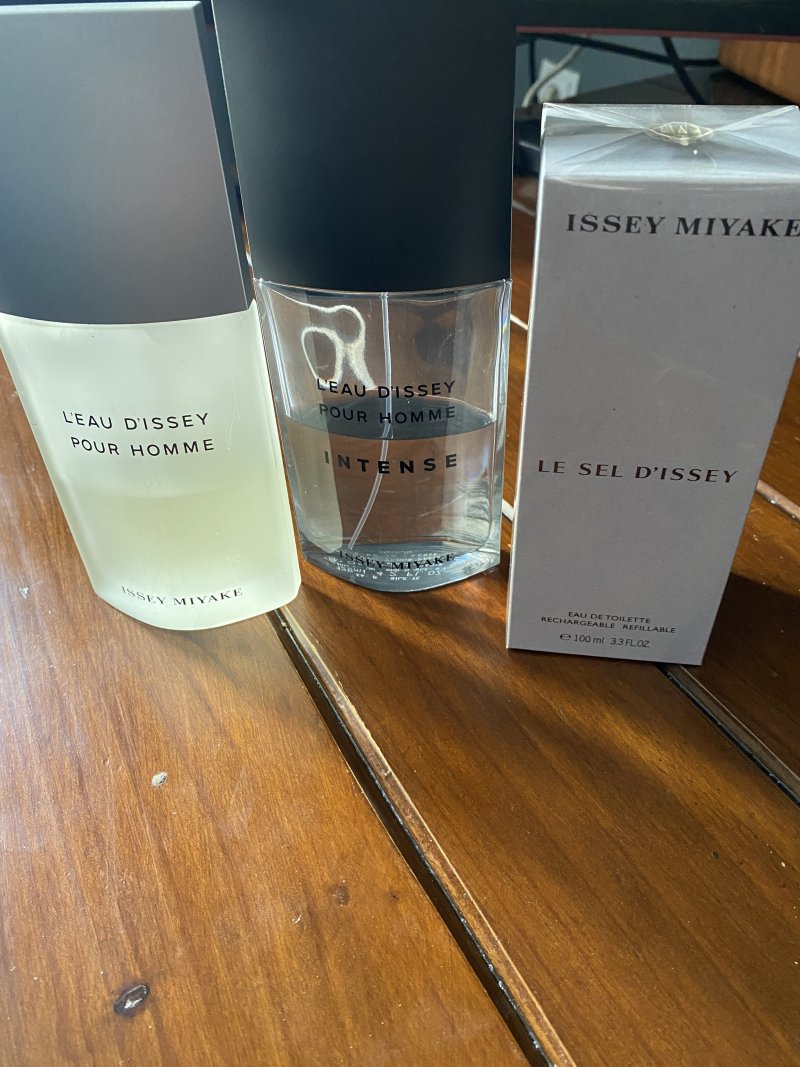 L'EAU D'ISSEY
POUR HOMME
ISSEY MIYAKE
L'EAU D'ISSEY
POUR HOMME
INTENSE
ISSEY MIYAKE
ISSEY MIYAKE
LE SEL D'ISSEY
EAU DE TOILETTE
RECHARGEABLE · REFILLABLE
℮ 100 ml 3.3 FL.OZ.